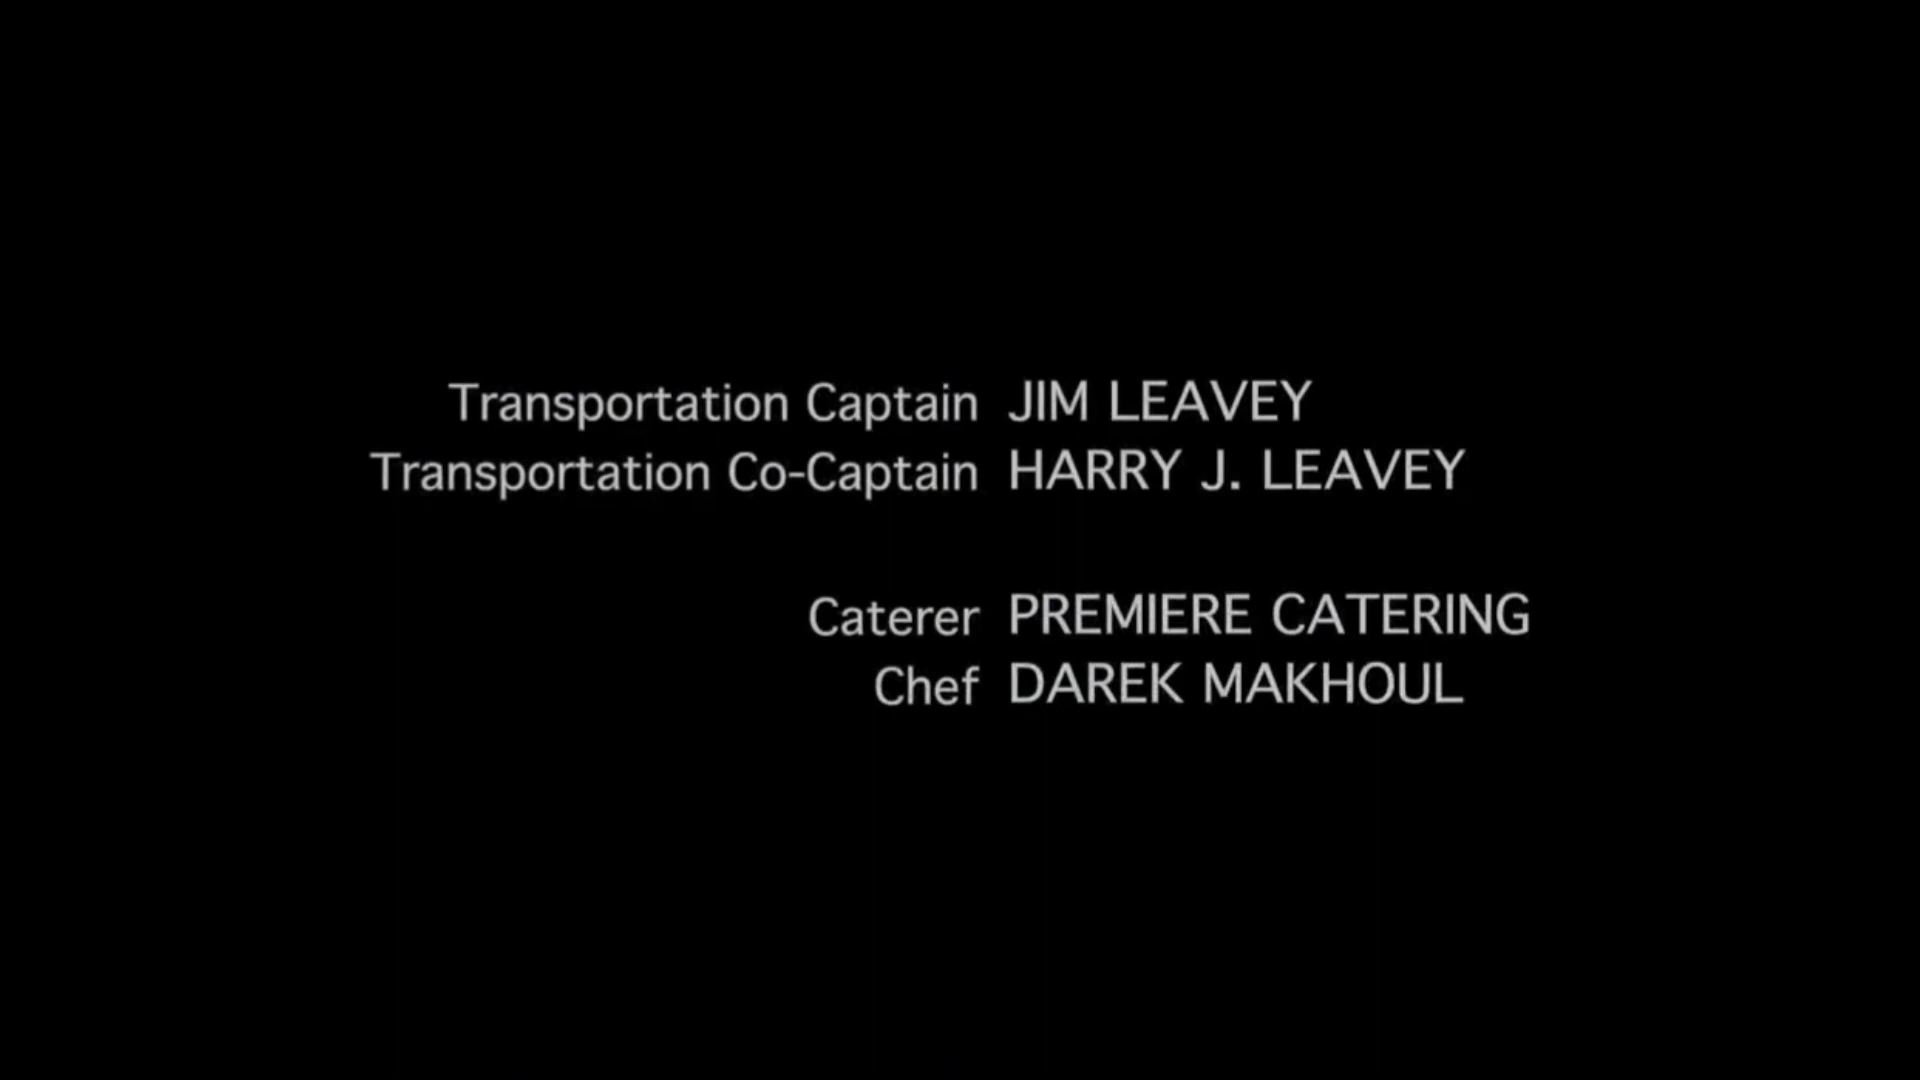 Transportation Captain JIM LEAVEY
Transportation Co-Captain HARRY J. LEAVEY
Caterer PREMIERE CATERING
Chef DAREK MAKHOUL